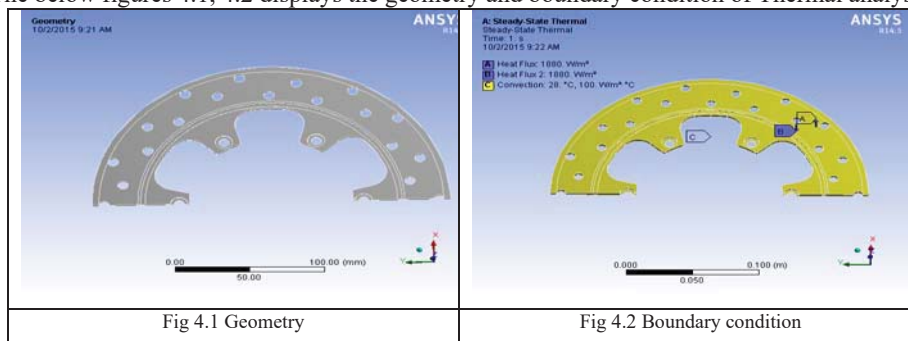 The below figures 4.1, 4.2 displays the geometry and boundary condition of Thermal analys
Geometry
10/2/2015 9:21 AM
ANSYS
0.00
100.00 (mm)
50.00
X
Y
Fig 4.1 Geometry
A: Steady-State Thermal
Steady-State Thermal
Time: 1. s
10/2/2015 9:22 AM
A Heat Flux: 1880. W/m²
B Heat Flux 2: 1880. W/m²
C Convection: 28. °C, 100. W/m² °C
ANSYS
R14.5
A
B
C
0.000
0.100 (m)
0.050
X
Y
Fig 4.2 Boundary condition